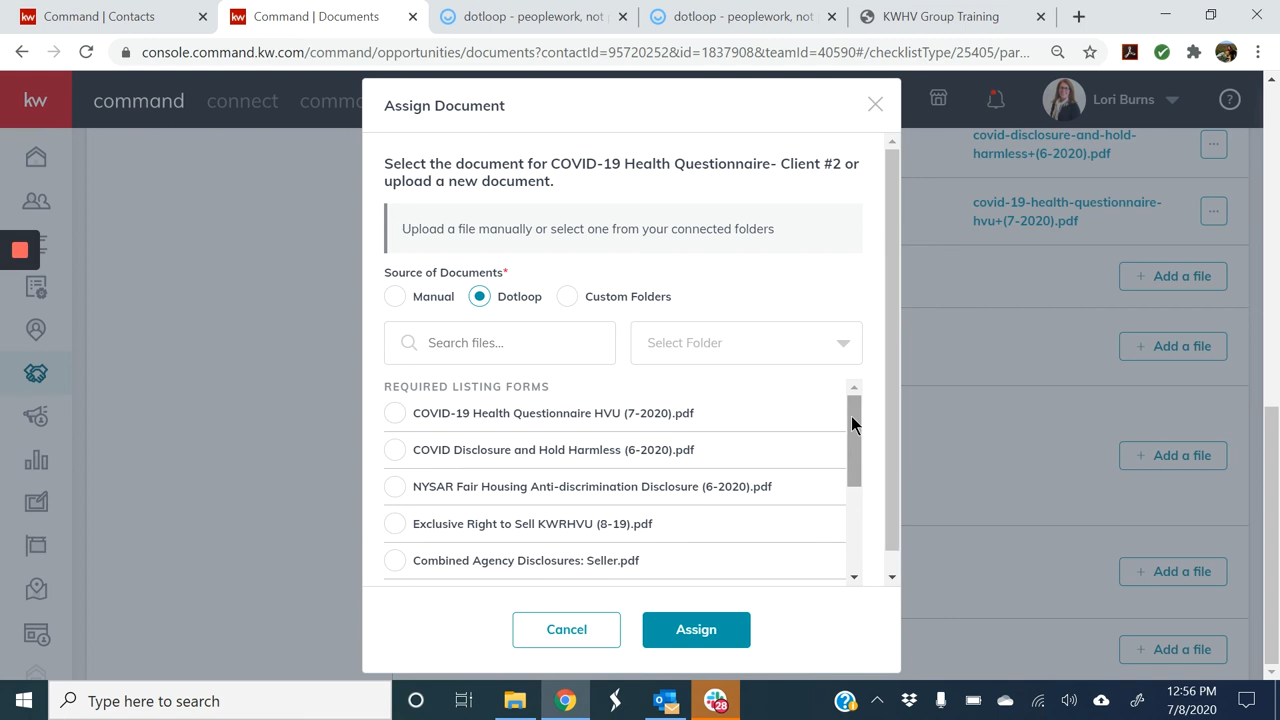 Command | Contacts
Command | Documents
dotloop - peoplework, not p
dotloop - peoplework, not p
KWHV Group Training
console.command.kw.com/command/opportunities/documents?contactId=95720252&id=1837908&teamId=40590#/checklistType/25405/par...
kw
command
connect
comm
Lori Burns
?
Assign Document
Select the document for COVID-19 Health Questionnaire- Client #2 or
upload a new document.
Upload a file manually or select one from your connected folders
Source of Documents*
Manual
Dotloop
Custom Folders
Search files...
Select Folder
REQUIRED LISTING FORMS
COVID-19 Health Questionnaire HVU (7-2020).pdf
COVID Disclosure and Hold Harmless (6-2020).pdf
NYSAR Fair Housing Anti-discrimination Disclosure (6-2020).pdf
Exclusive Right to Sell KWRHVU (8-19).pdf
Combined Agency Disclosures: Seller.pdf
Cancel
Assign
covid-disclosure-and-hold-
harmless+(6-2020).pdf
covid-19-health-questionnaire-
hvu+(7-2020).pdf
+ Add a file
+ Add a file
+ Add a file
+ Add a file
+ Add a file
Type here to search
28
12:56 PM
7/8/2020